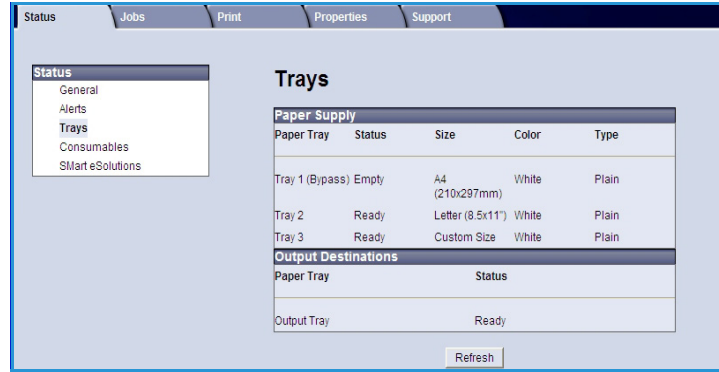 Status Jobs Print Properties Support
Status
General
Alerts
Trays
Consumables
SMart eSolutions
Trays
Paper Supply
Paper Tray Status Size Color Type
Tray 1 (Bypass) Empty A4 White Plain
(210x297mm)
Tray 2 Ready Letter (8.5x11") White Plain
Tray 3 Ready Custom Size White Plain
Output Destinations
Paper Tray Status
Output Tray Ready
Refresh